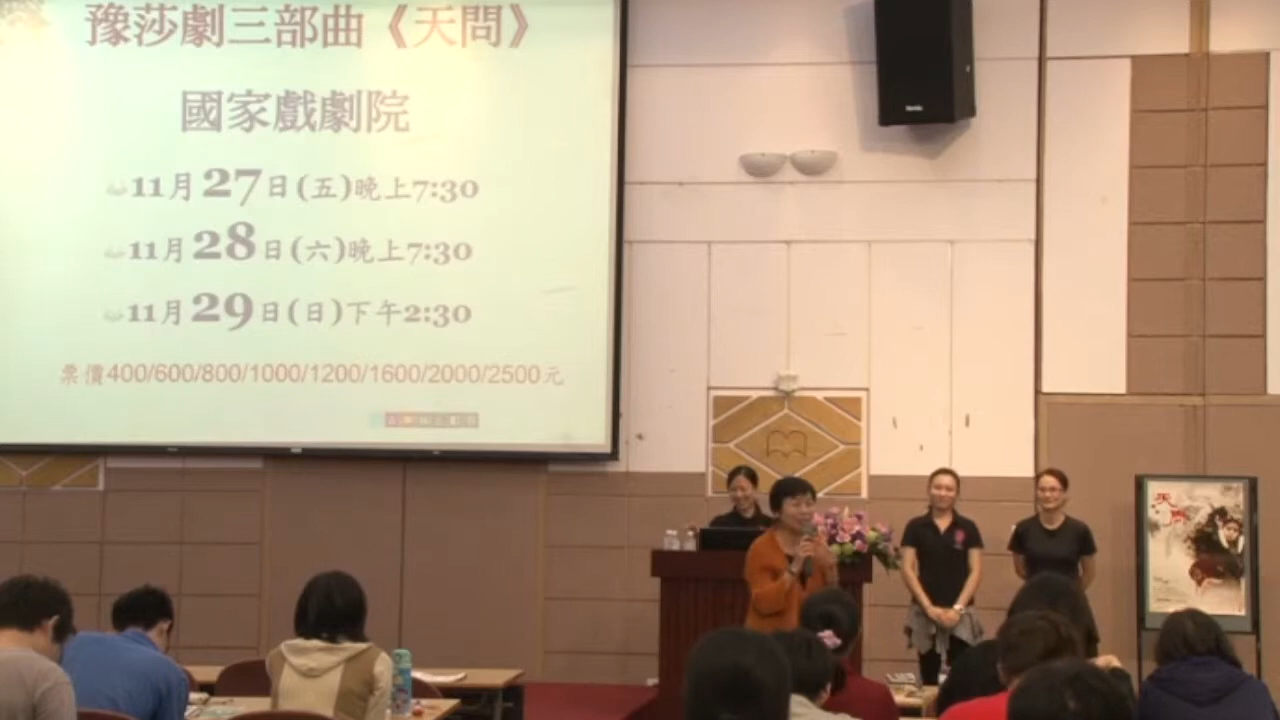 豫莎劇三部曲《天問》
國家戲劇院
11月27日(五)晚上7:30
11月28日(六)晚上7:30
11月29日(日)下午2:30
票價400/600/800/1000/1200/1600/2000/2500元
天問